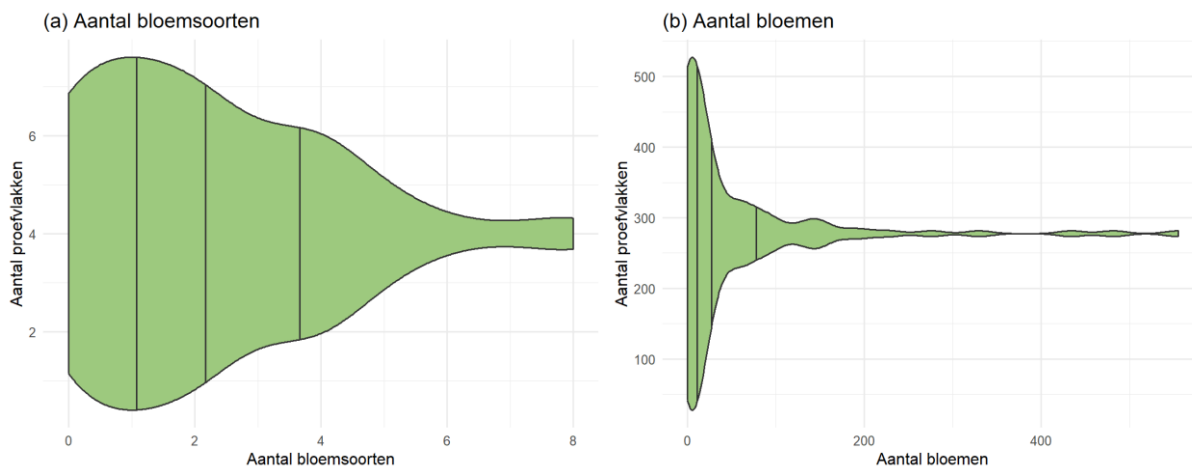 (a) Aantal bloemsoorten
Aantal proefvlakken
6
4
2
0 2 4 6 8
Aantal bloemsoorten
(b) Aantal bloemen
Aantal proefvlakken
500
400
300
200
100
0 200 400
Aantal bloemen